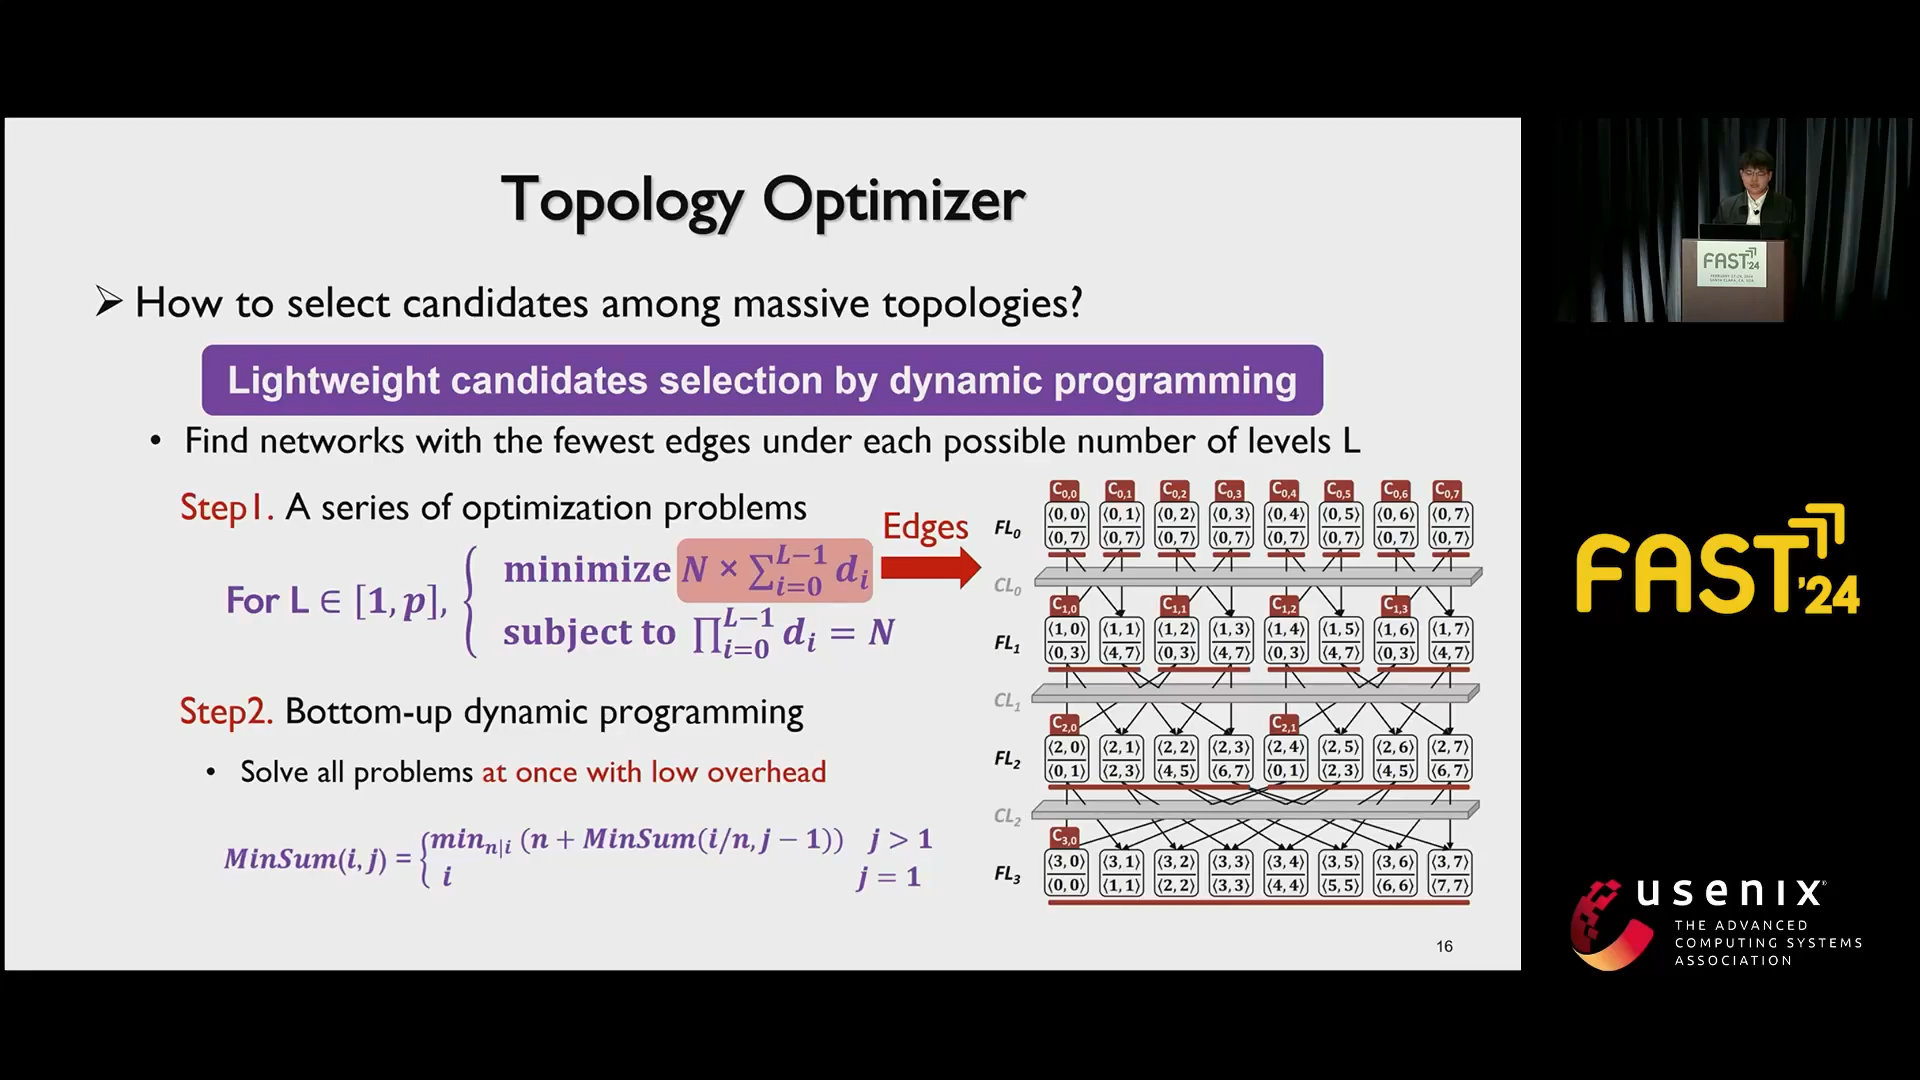 Topology Optimizer
➢ How to select candidates among massive topologies?
Lightweight candidates selection by dynamic programming
• Find networks with the fewest edges under each possible number of levels L
Step1. A series of optimization problems
For L ∈ [1, p], { minimize N × ∑_{i=0}^{L−1} d_i
subject to ∏_{i=0}^{L−1} d_i = N
Edges
Step2. Bottom-up dynamic programming
• Solve all problems at once with low overhead
MinSum(i, j) = { min_{n|i} (n + MinSum(i/n, j − 1)) j > 1
i j = 1
C0,0 C0,1 C0,2 C0,3 C0,4 C0,5 C0,6 C0,7
FL0 ⟨0, 0⟩ ⟨0, 1⟩ ⟨0, 2⟩ ⟨0, 3⟩ ⟨0, 4⟩ ⟨0, 5⟩ ⟨0, 6⟩ ⟨0, 7⟩
⟨0, 7⟩ ⟨0, 7⟩ ⟨0, 7⟩ ⟨0, 7⟩ ⟨0, 7⟩ ⟨0, 7⟩ ⟨0, 7⟩ ⟨0, 7⟩
CL0
C1,0 C1,1 C1,2 C1,3
FL1 ⟨1, 0⟩ ⟨1, 1⟩ ⟨1, 2⟩ ⟨1, 3⟩ ⟨1, 4⟩ ⟨1, 5⟩ ⟨1, 6⟩ ⟨1, 7⟩
⟨0, 3⟩ ⟨4, 7⟩ ⟨0, 3⟩ ⟨4, 7⟩ ⟨0, 3⟩ ⟨4, 7⟩ ⟨0, 3⟩ ⟨4, 7⟩
CL1
C2,0 C2,1
FL2 ⟨2, 0⟩ ⟨2, 1⟩ ⟨2, 2⟩ ⟨2, 3⟩ ⟨2, 4⟩ ⟨2, 5⟩ ⟨2, 6⟩ ⟨2, 7⟩
⟨0, 1⟩ ⟨2, 3⟩ ⟨4, 5⟩ ⟨6, 7⟩ ⟨0, 1⟩ ⟨2, 3⟩ ⟨4, 5⟩ ⟨6, 7⟩
CL2
C3,0
FL3 ⟨3, 0⟩ ⟨3, 1⟩ ⟨3, 2⟩ ⟨3, 3⟩ ⟨3, 4⟩ ⟨3, 5⟩ ⟨3, 6⟩ ⟨3, 7⟩
⟨0, 0⟩ ⟨1, 1⟩ ⟨2, 2⟩ ⟨3, 3⟩ ⟨4, 4⟩ ⟨5, 5⟩ ⟨6, 6⟩ ⟨7, 7⟩
16
FAST '24
FAST '24
usenix
THE ADVANCED
COMPUTING SYSTEMS
ASSOCIATION